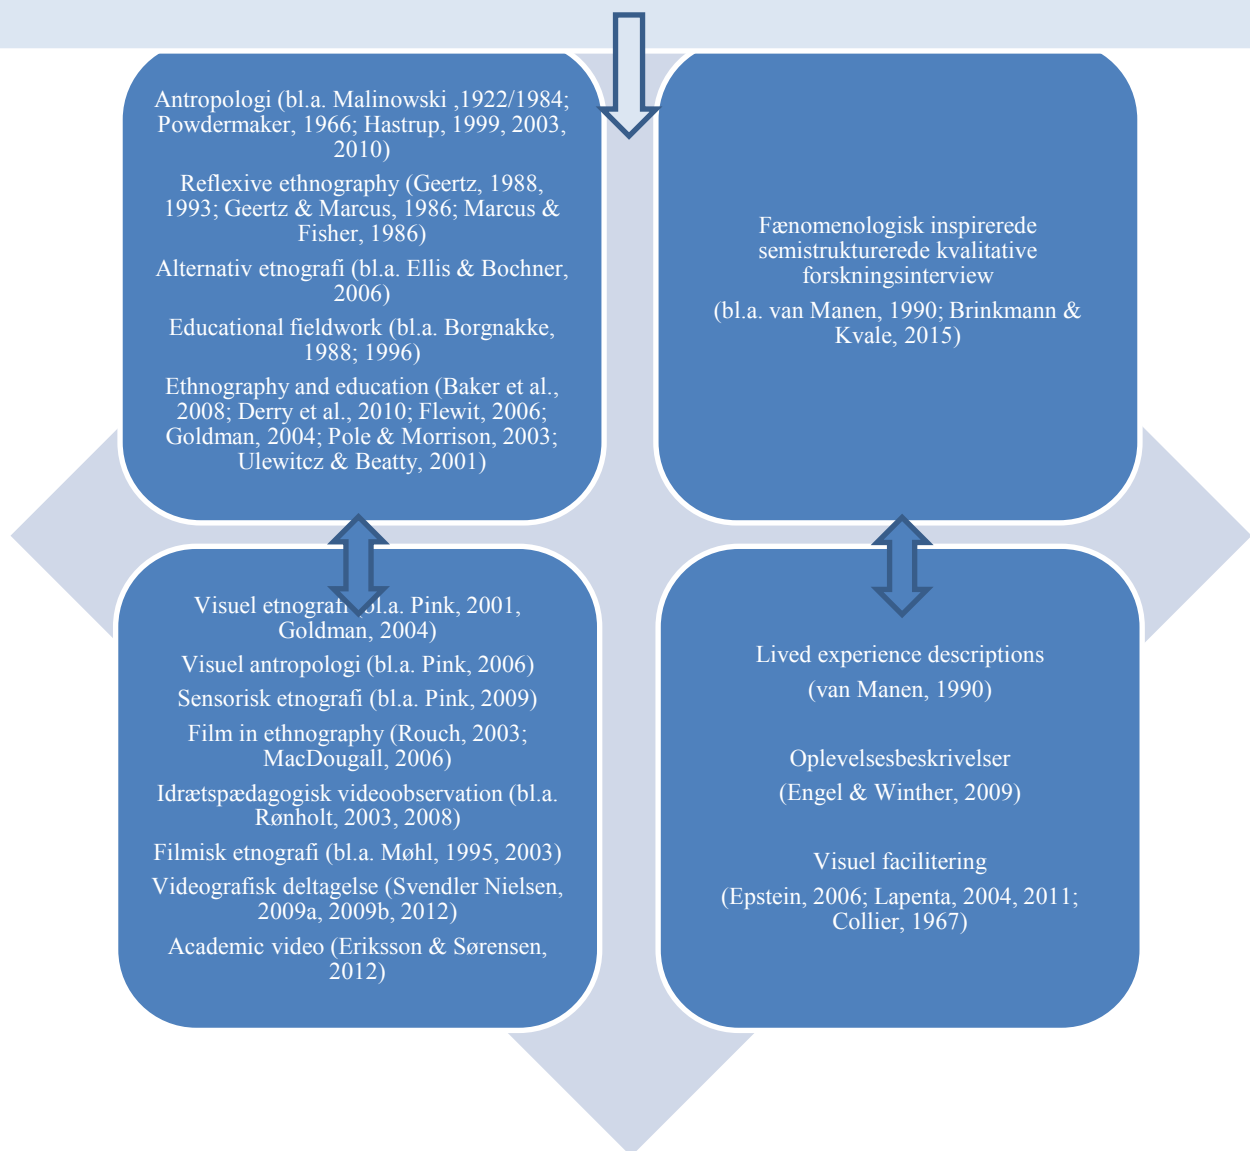 Antropologi (bl.a. Malinowski ,1922/1984;
Powdermaker, 1966; Hastrup, 1999, 2003,
2010)
Reflexive ethnography (Geertz, 1988,
1993; Geertz & Marcus, 1986; Marcus &
Fisher, 1986)
Alternativ etnografi (bl.a. Ellis & Bochner,
2006)
Educational fieldwork (bl.a. Borgnakke,
1988; 1996)
Ethnography and education (Baker et al.,
2008; Derry et al., 2010; Flewit, 2006;
Goldman, 2004; Pole & Morrison, 2003;
Ulewitcz & Beatty, 2001)
Fænomenologisk inspirerede
semistrukturerede kvalitative
forskningsinterview
(bl.a. van Manen, 1990; Brinkmann &
Kvale, 2015)
Visuel etnografi (bl.a. Pink, 2001,
Goldman, 2004)
Visuel antropologi (bl.a. Pink, 2006)
Sensorisk etnografi (bl.a. Pink, 2009)
Film in ethnography (Rouch, 2003;
MacDougall, 2006)
Idrætspædagogisk videoobservation (bl.a.
Rønholt, 2003, 2008)
Filmisk etnografi (bl.a. Møhl, 1995, 2003)
Videografisk deltagelse (Svendler Nielsen,
2009a, 2009b, 2012)
Academic video (Eriksson & Sørensen,
2012)
Lived experience descriptions
(van Manen, 1990)
Oplevelsesbeskrivelser
(Engel & Winther, 2009)
Visuel facilitering
(Epstein, 2006; Lapenta, 2004, 2011;
Collier, 1967)